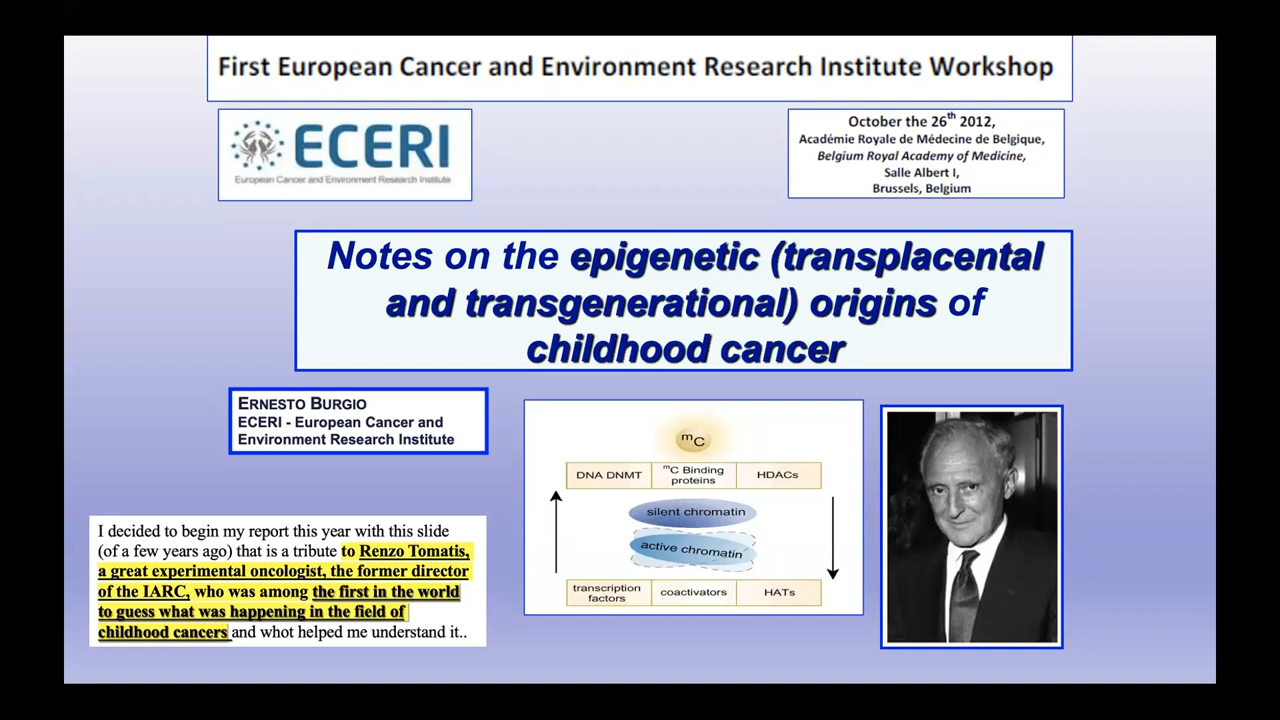 First European Cancer and Environment Research Institute Workshop
ECERI
European Cancer and Environment Research Institute
October the 26th 2012,
Académie Royale de Médecine de Belgique,
Belgium Royal Academy of Medicine,
Salle Albert I,
Brussels, Belgium
Notes on the epigenetic (transplacental
and transgenerational) origins of
childhood cancer
ERNESTO BURGIO
ECERI - European Cancer and
Environment Research Institute
I decided to begin my report this year with this slide
(of a few years ago) that is a tribute to Renzo Tomatis,
a great experimental oncologist, the former director
of the IARC, who was among the first in the world
to guess what was happening in the field of
childhood cancers and whot helped me understand it..
mC
DNA DNMT
mC Binding
proteins
HDACs
silent chromatin
active chromatin
transcription
factors
coactivators
HATs